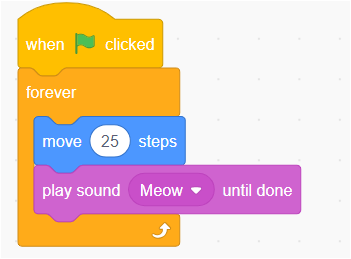 when clicked
forever
move 25 steps
play sound Meow until done